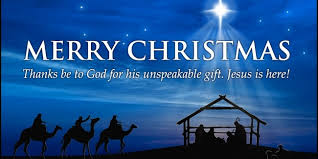 MERRY CHRISTMAS
Thanks be to God for his unspeakable gift. Jesus is here!